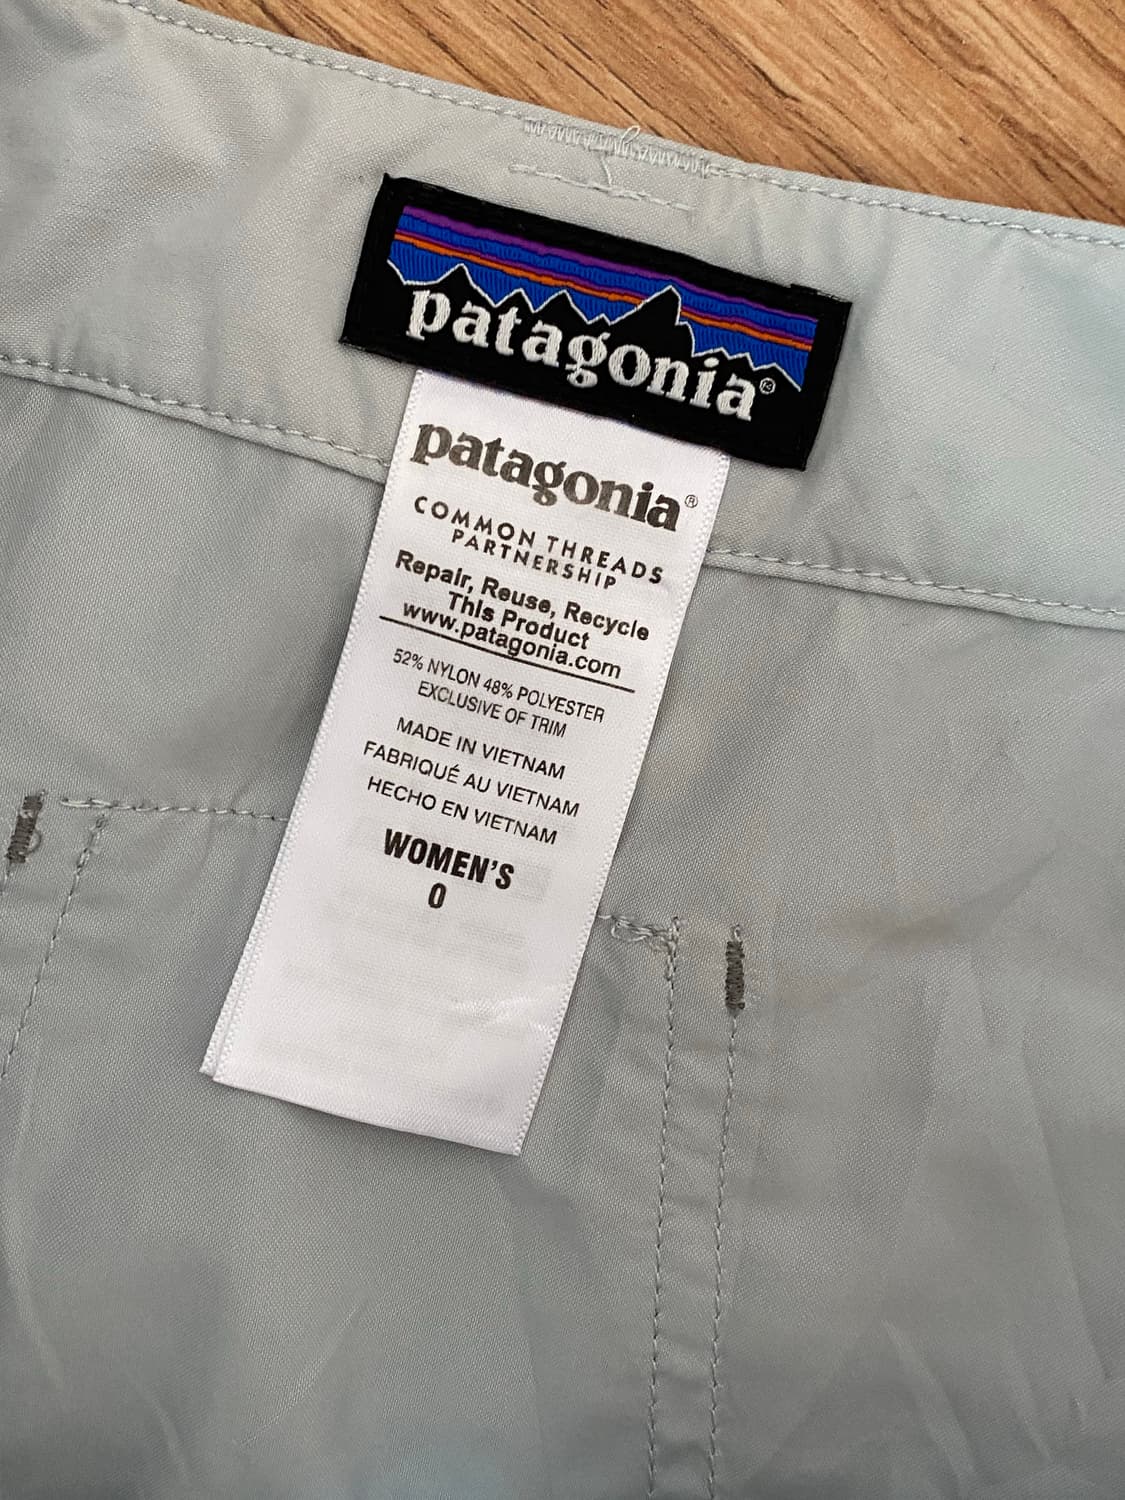 patagonia®
patagonia®
COMMON THREADS
PARTNERSHIP
Repair, Reuse, Recycle
This Product
www.patagonia.com
52% NYLON 48% POLYESTER
EXCLUSIVE OF TRIM
MADE IN VIETNAM
FABRIQUÉ AU VIETNAM
HECHO EN VIETNAM
WOMEN'S
0